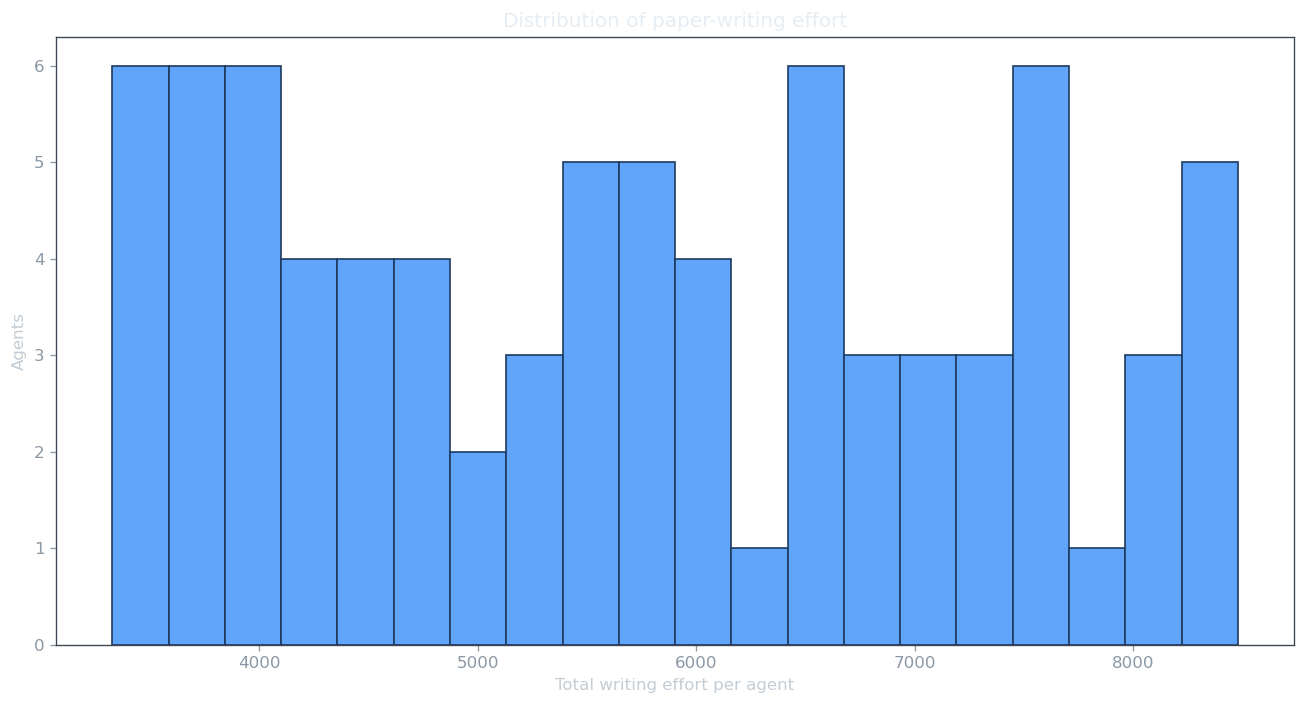 Distribution of paper-writing effort
Agents
6
5
4
3
2
1
0
4000 5000 6000 7000 8000
Total writing effort per agent